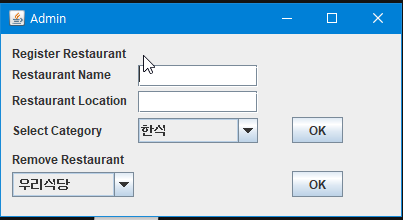 Admin
Register Restaurant
Restaurant Name
Restaurant Location
Select Category 한식 OK
Remove Restaurant
우리식당 OK